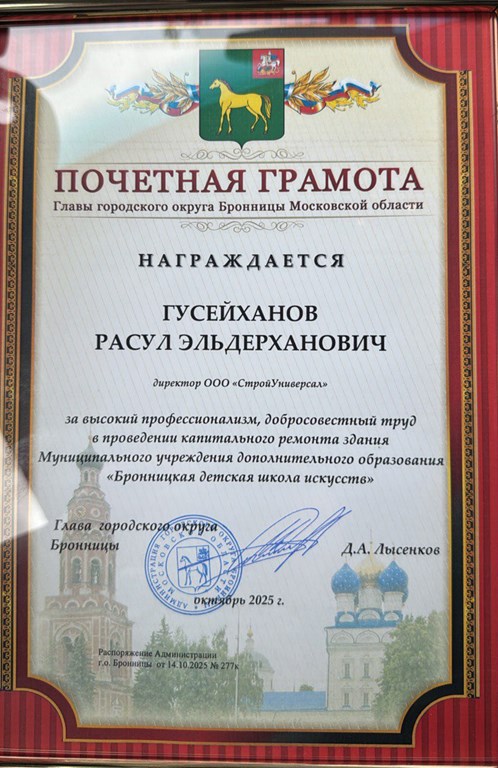 ПОЧЕТНАЯ ГРАМОТА
Главы городского округа Бронницы Московской области
НАГРАЖДАЕТСЯ
ГУСЕЙХАНОВ
РАСУЛ ЭЛЬДЕРХАНОВИЧ
директор ООО «СтройУниверсал»
за высокий профессионализм, добросовестный труд
в проведении капитального ремонта здания
Муниципального учреждения дополнительного образования
«Бронницкая детская школа искусств»
Глава городского округа
Бронницы
Д.А. Лысенков
октябрь 2025 г.
Распоряжение Администрации
г.о. Бронницы от 14.10.2025 № 277к